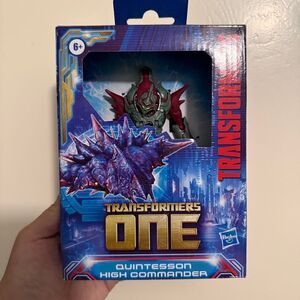 6+
TRANSFORMERS
TRANSFORMERS
ONE
QUINTESSON
HIGH COMMANDER
Hasbro